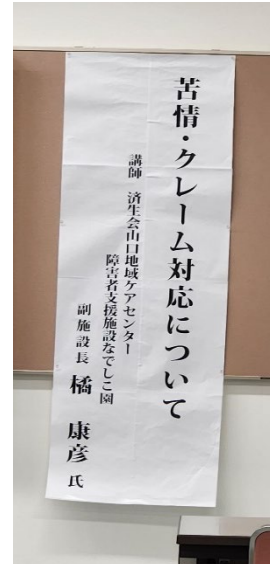 苦情・クレーム対応について
講師 済生会山口地域ケアセンター
障害者支援施設なでしこ園
副施設長 橘 康彦 氏